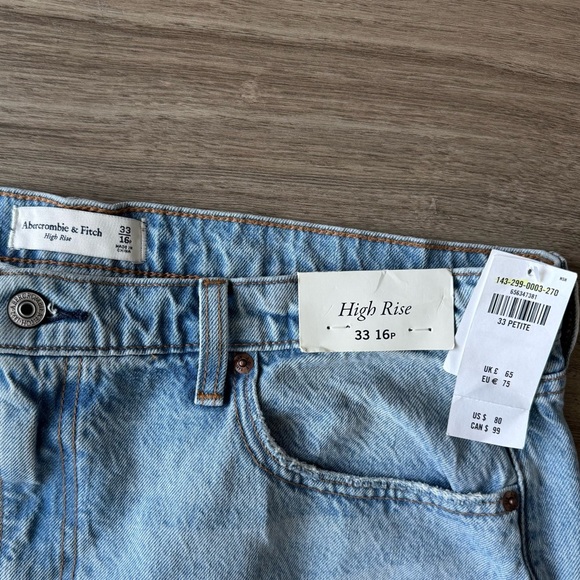 Abercrombie & Fitch
High Rise
33
16P
MADE IN
High Rise
33 16P
143-299-0003-270
656347381
33 PETITE
UK £ 65
EU € 75
US $ 80
CAN $ 99